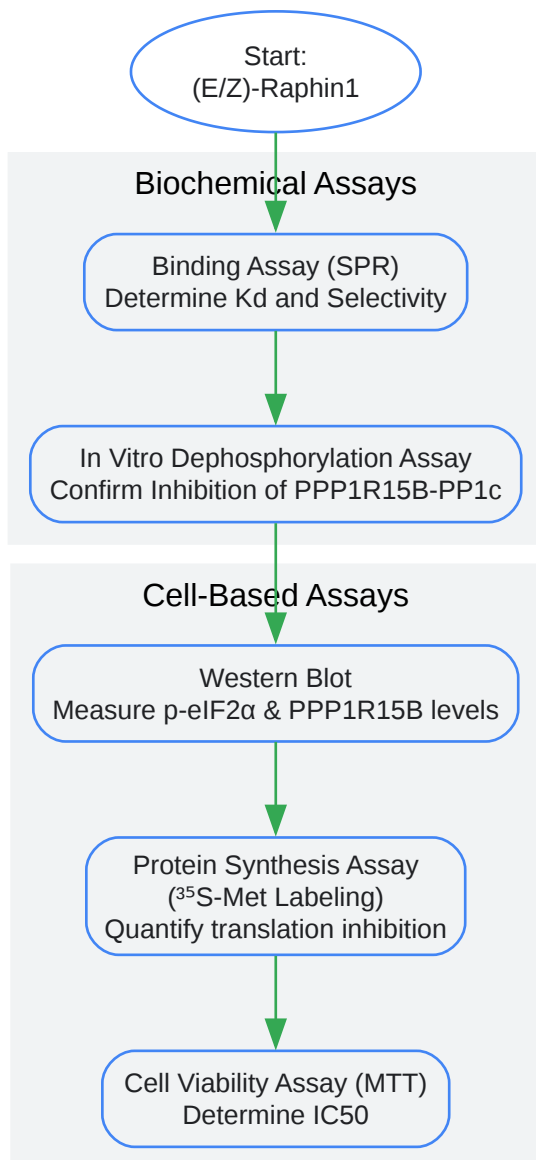 Start:
(E/Z)-Raphin1
Biochemical Assays
Binding Assay (SPR)
Determine Kd and Selectivity
In Vitro Dephosphorylation Assay
Confirm Inhibition of PPP1R15B-PP1c
Cell-Based Assays
Western Blot
Measure p-eIF2α & PPP1R15B levels
Protein Synthesis Assay
(³⁵S-Met Labeling)
Quantify translation inhibition
Cell Viability Assay (MTT)
Determine IC50